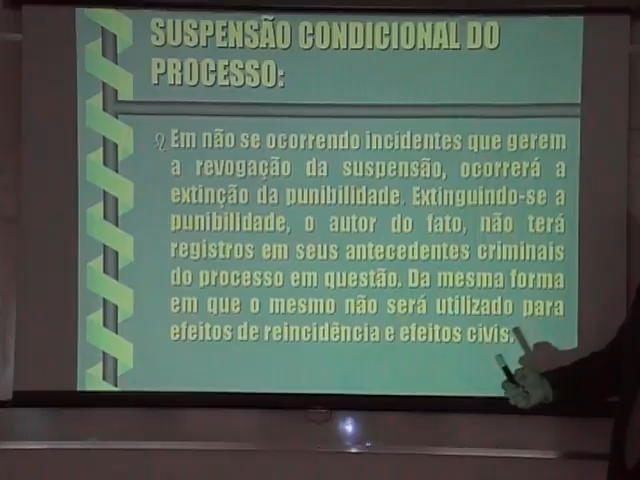 SUSPENSÃO CONDICIONAL DO
PROCESSO:
Em não se ocorrendo incidentes que gerem
a revogação da suspensão, ocorrerá a
extinção da punibilidade. Extinguindo-se a
punibilidade, o autor do fato, não terá
registros em seus antecedentes criminais
do processo em questão. Da mesma forma
em que o mesmo não será utilizado para
efeitos de reincidência e efeitos civis.